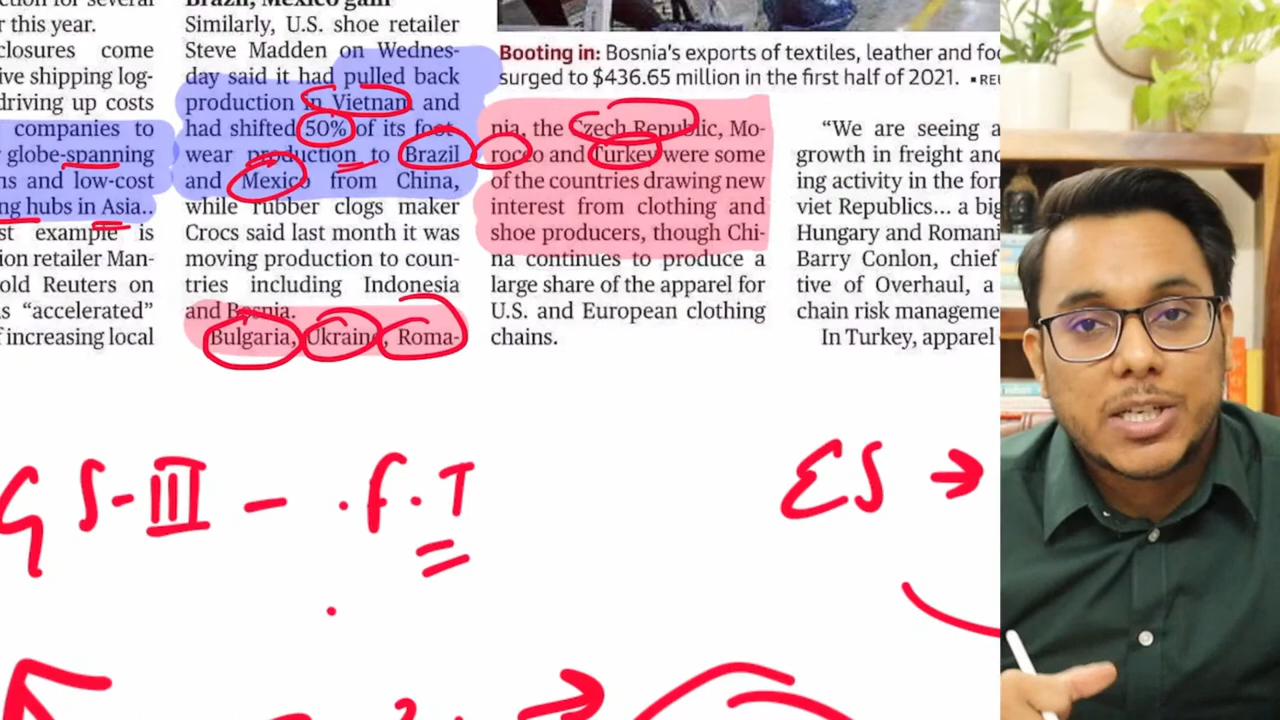 for several
r this year.
closures come
ive shipping log-
driving up costs
companies to
globe-spanning
ns and low-cost
ng hubs in Asia..
st example is
ion retailer Man-
old Reuters on
s “accelerated”
f increasing local
Brazil, Mexico gain
Similarly, U.S. shoe retailer
Steve Madden on Wednes-
day said it had pulled back
production in Vietnam and
had shifted 50% of its foot-
wear production to Brazil
and Mexico from China,
while rubber clogs maker
Crocs said last month it was
moving production to coun-
tries including Indonesia
and Bosnia.
Bulgaria, Ukraine, Roma-
Booting in: Bosnia’s exports of textiles, leather and foo
surged to $436.65 million in the first half of 2021. ▪REU
nia, the Czech Republic, Mo-
rocco and Turkey were some
of the countries drawing new
interest from clothing and
shoe producers, though Chi-
na continues to produce a
large share of the apparel for
U.S. and European clothing
chains.
“We are seeing a
growth in freight and
ing activity in the for
viet Republics... a big
Hungary and Romani
Barry Conlon, chief
tive of Overhaul, a
chain risk manageme
In Turkey, apparel
GS-III - .f.T
ES →